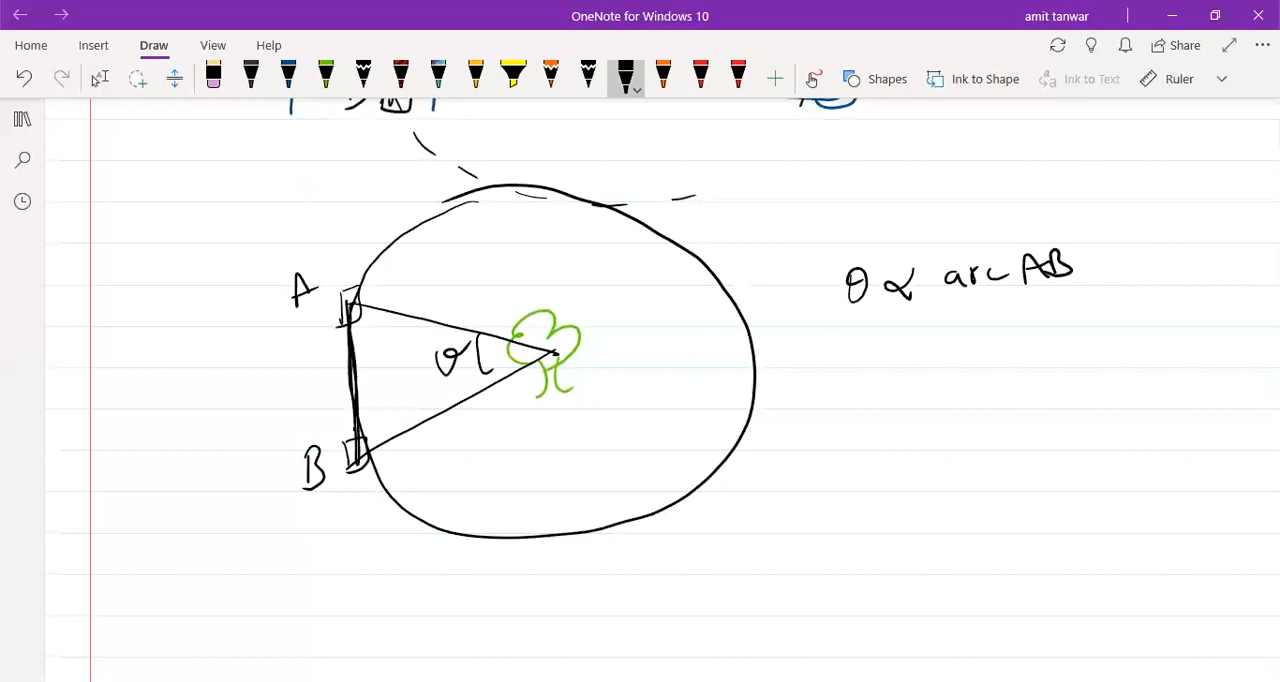 OneNote for Windows 10
amit tanwar
Home Insert Draw View Help
Share
Shapes
Ink to Shape
Ink to Text
Ruler
θ ∝ arc AB
A
θ
B